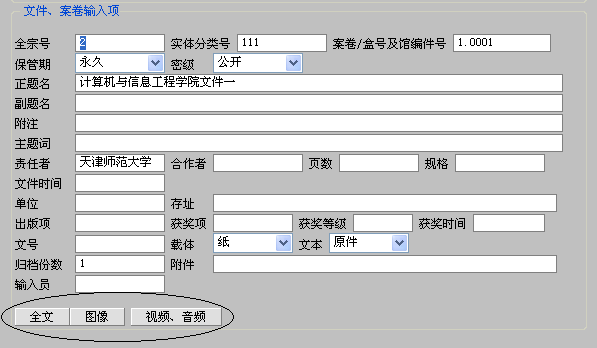 文件、案卷输入项
全宗号 2 实体分类号 111 案卷/盒号及馆编件号 1.0001
保管期 永久 密级 公开
正题名 计算机与信息工程学院文件一
副题名
附注
主题词
责任者 天津师范大学 合作者 页数 规格
文件时间
单位 存址
出版项 获奖项 获奖等级 获奖时间
文号 载体 纸 文本 原件
归档份数 1 附件
输入员
全文 图像 视频、音频